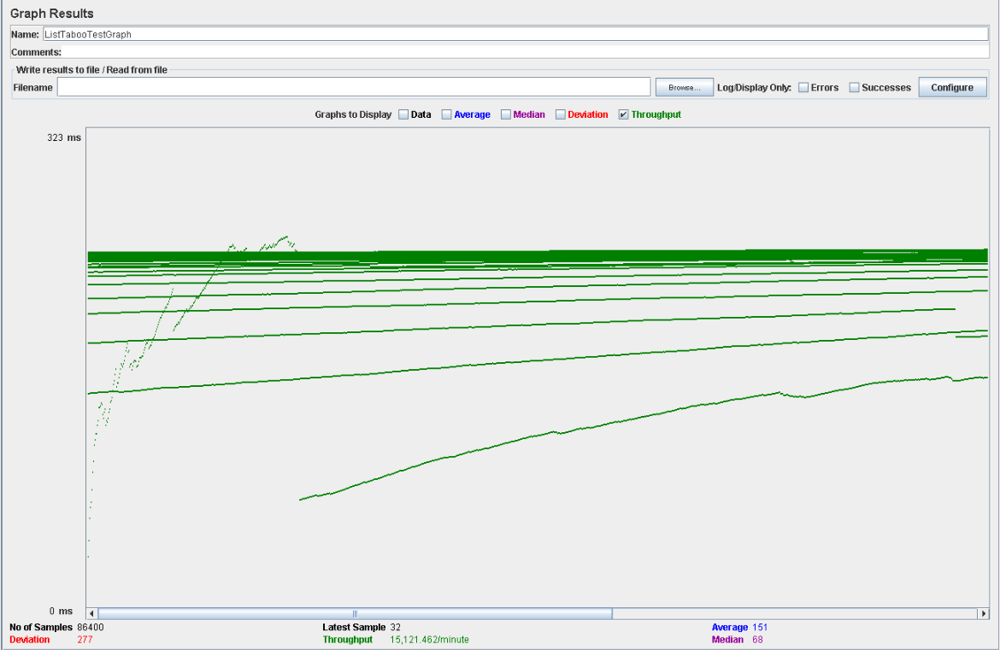 Graph Results
Name: ListTabooTestGraph
Comments:
Write results to file / Read from file
Filename Browse... Log/Display Only: Errors Successes Configure
Graphs to Display Data Average Median Deviation Throughput
323 ms
0 ms
No of Samples 86400 Latest Sample 32 Average 151
Deviation 277 Throughput 15,121.462/minute Median 68